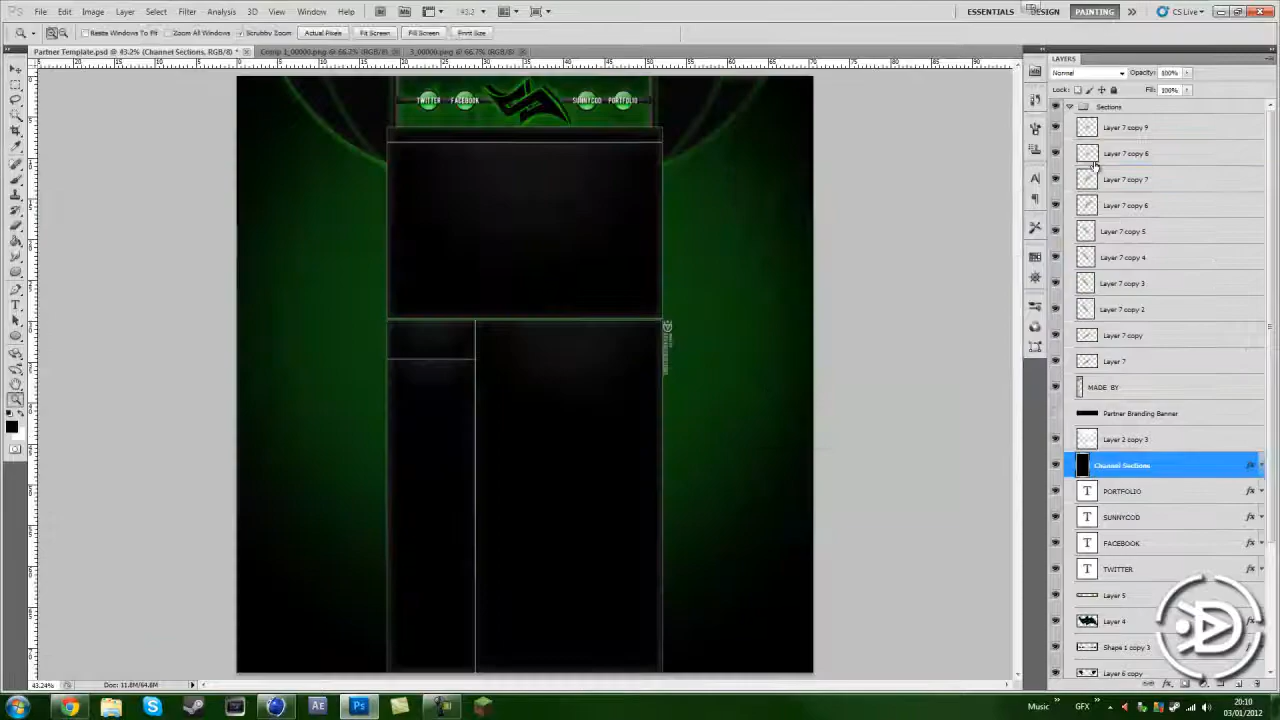 Ps File Edit Image Layer Select Filter Analysis 3D View Window Help
ESSENTIALS DESIGN PAINTING CS Live
Resize Windows To Fit Zoom All Windows Scrubby Zoom Actual Pixels Fit Screen Fill Screen Print Size
Partner Template.psd @ 43.2% (Channel Sections, RGB/8) * Comp 1_00000.png @ 66.2% (RGB/8) 3_00000.png @ 66.7% (RGB/8)
LAYERS
Normal Opacity: 100%
Lock: Fill: 100%
Sections
Layer 7 copy 9
Layer 7 copy 6
Layer 7 copy 7
Layer 7 copy 6
Layer 7 copy 5
Layer 7 copy 4
Layer 7 copy 3
Layer 7 copy 2
Layer 7 copy
Layer 7
MADE BY
Partner Branding Banner
Layer 2 copy 3
Channel Sections
PORTFOLIO
SUNNYCOD
FACEBOOK
TWITTER
Layer 5
Layer 4
Shape 1 copy 3
Layer 6 copy
TWITTER FACEBOOK SUNNYCOD PORTFOLIO
43.24% Doc: 11.8M/64.8M
Music GFX 20:10
03/01/2012